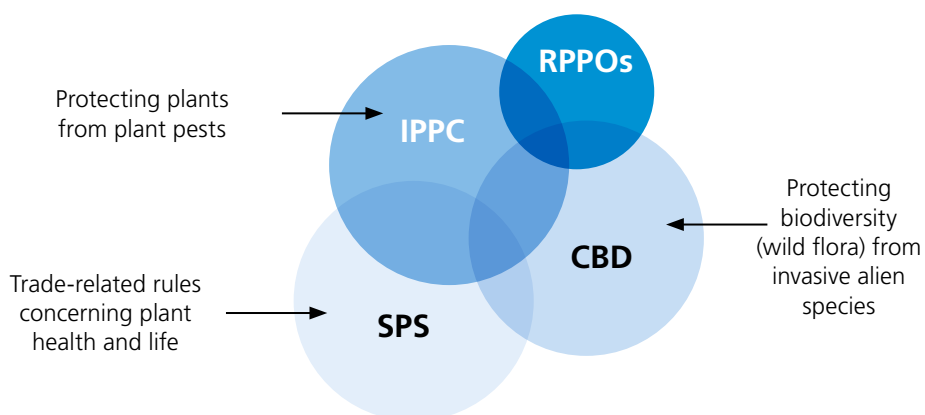 RPPOs
Protecting plants
from plant pests
IPPC
Protecting
biodiversity
(wild flora) from
invasive alien
species
CBD
Trade-related rules
concerning plant
health and life
SPS